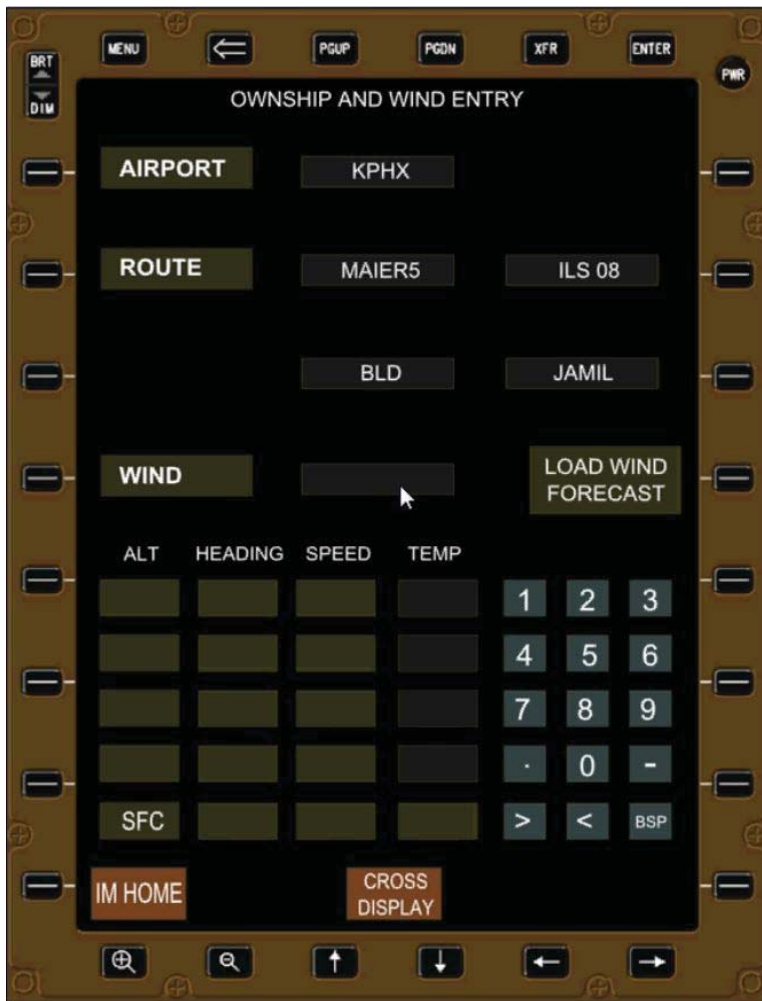 MENU PGUP PGDN XFR ENTER
BRT
DIM
PWR
OWNSHIP AND WIND ENTRY
AIRPORT KPHX
ROUTE MAIER5 ILS 08
BLD JAMIL
WIND
LOAD WIND
FORECAST
ALT HEADING SPEED TEMP
1 2 3
4 5 6
7 8 9
. 0 -
SFC > < BSP
IM HOME
CROSS
DISPLAY